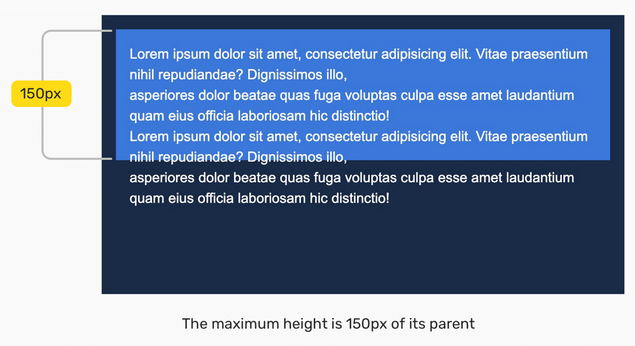 Lorem ipsum dolor sit amet, consectetur adipisicing elit. Vitae praesentium
nihil repudiandae? Dignissimos illo,
150px
asperiores dolor beatae quas fuga voluptas culpa esse amet laudantium
quam eius officia laboriosam hic distinctio!
Lorem ipsum dolor sit amet, consectetur adipisicing elit. Vitae praesentium
nihil repudiandae? Dignissimos illo,
asperiores dolor beatae quas fuga voluptas culpa esse amet laudantium
quam eius officia laboriosam hic distinctio!
The maximum height is 150px of its parent